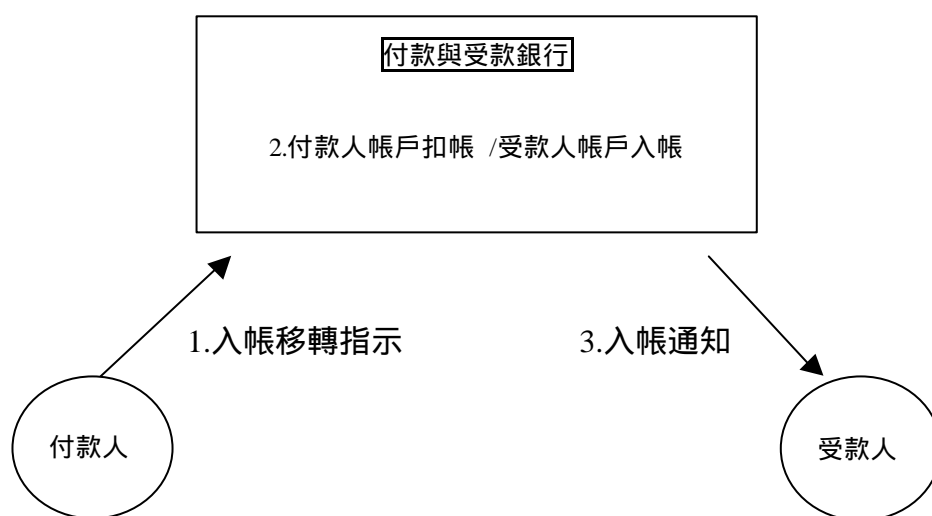 付款與受款銀行
2.付款人帳戶扣帳 /受款人帳戶入帳
1.入帳移轉指示
3.入帳通知
付款人
受款人